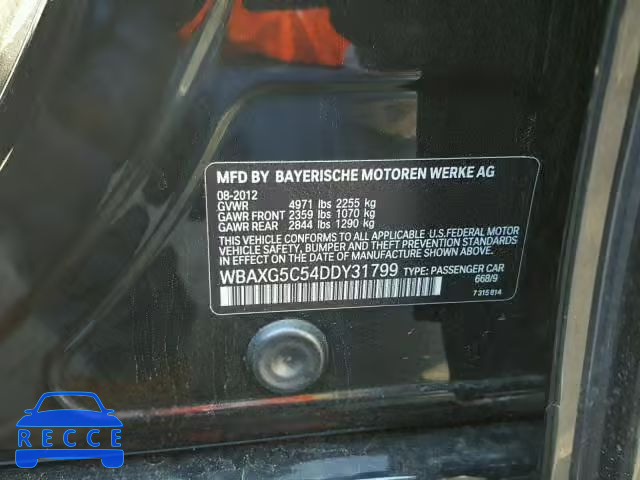 MFD BY BAYERISCHE MOTOREN WERKE AG
08-2012
GVWR 4971 lbs 2255 kg
GAWR FRONT 2359 lbs 1070 kg
GAWR REAR 2844 lbs 1290 kg
THIS VEHICLE CONFORMS TO ALL APPLICABLE U.S.FEDERAL MOTOR
VEHICLE SAFETY, BUMPER AND THEFT PREVENTION STANDARDS
IN EFFECT ON THE DATE OF MANUFACTURE SHOWN ABOVE.
WBAXG5C54DDY31799 TYPE: PASSENGER CAR
668/9
7 315 814
RECCE